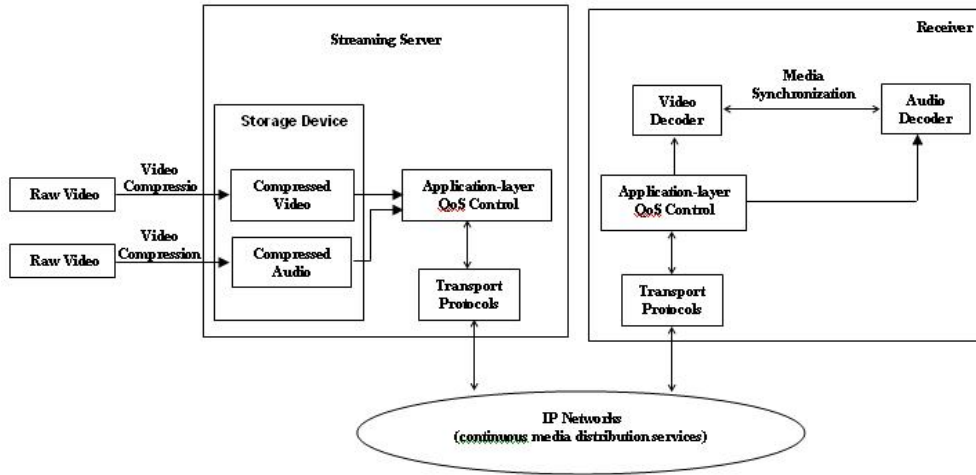 Streaming Server
Receiver
Storage Device
Raw Video
Video
Compressio
Compressed
Video
Application-layer
QoS Control
Raw Video
Video
Compression
Compressed
Audio
Transport
Protocols
Video
Decoder
Media
Synchronization
Audio
Decoder
Application-layer
QoS Control
Transport
Protocols
IP Networks
(continuous media distribution services)